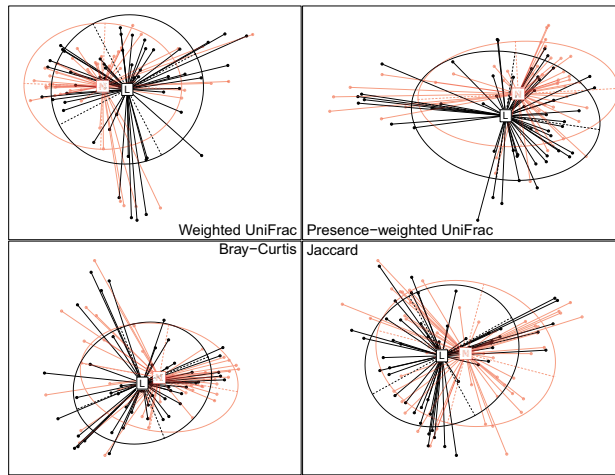 L
L
Weighted UniFrac
Presence-weighted UniFrac
Bray-Curtis
Jaccard
L
L
N